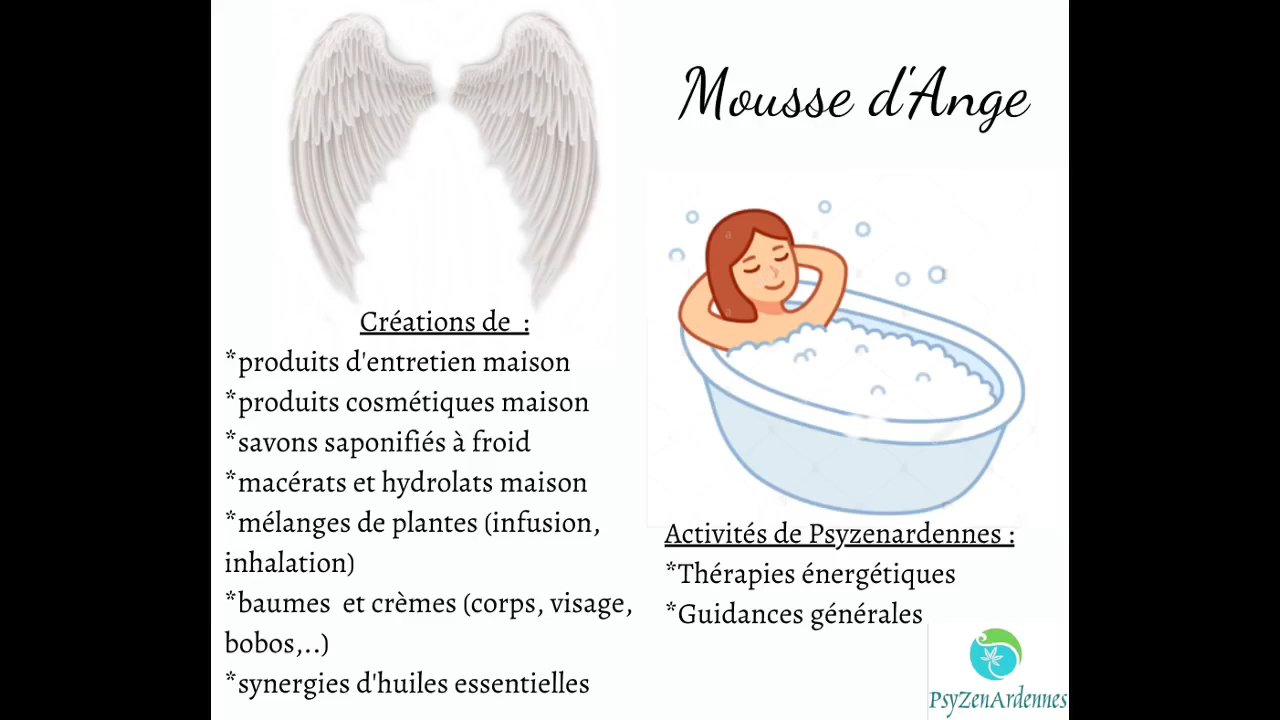 Mousse d'Ange
Créations de  :
*produits d'entretien maison
*produits cosmétiques maison
*savons saponifiés à froid
*macérats et hydrolats maison
*mélanges de plantes (infusion,
inhalation)
*baumes  et crèmes (corps, visage,
bobos,..)
*synergies d'huiles essentielles
Activités de Psyzenardennes :
*Thérapies énergétiques
*Guidances générales
PsyZenArdennes